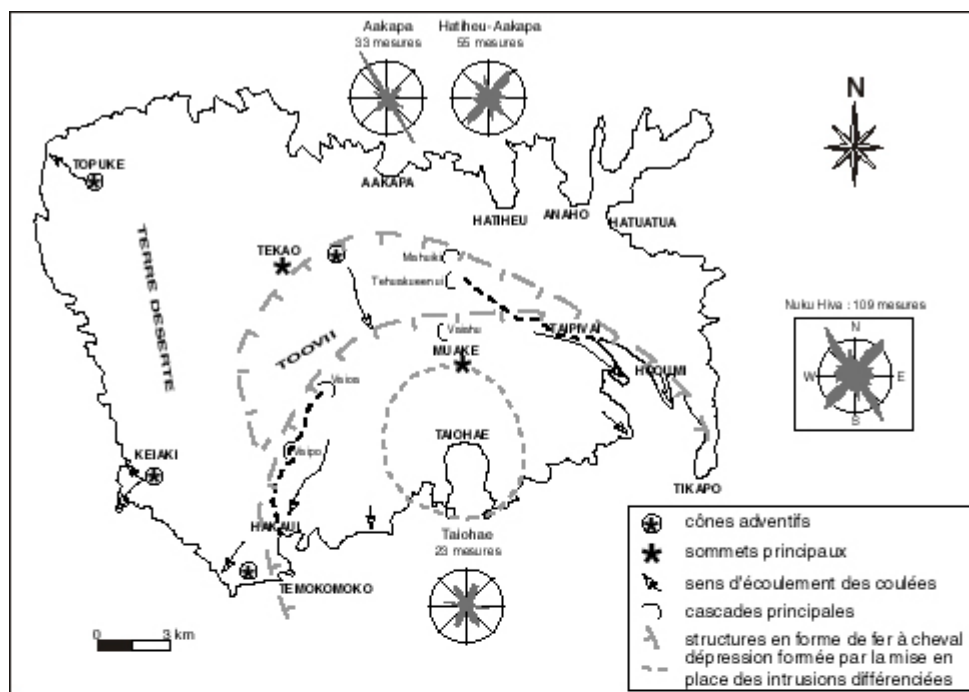 Aakapa
33 mesures
Hatiheu-Aakapa
55 mesures
N
TOPUKE
AAKAPA
HATIHEU
ANAHO
HATUATUA
TERRE DESERTE
TEKAO
TOOVII
TAIPIVAI
MUAKE
HOOUMI
Nuku Hiva : 109 mesures
N
W
E
S
Vaipo
TAIOHAE
KEIAKI
TIKAPO
HAKAUI
TEMOKOMOKO
Taiohae
23 mesures
0
3 km
cônes adventifs
sommets principaux
sens d'écoulement des coulées
cascades principales
structures en forme de fer à cheval
dépression formée par la mise en
place des intrusions différenciées